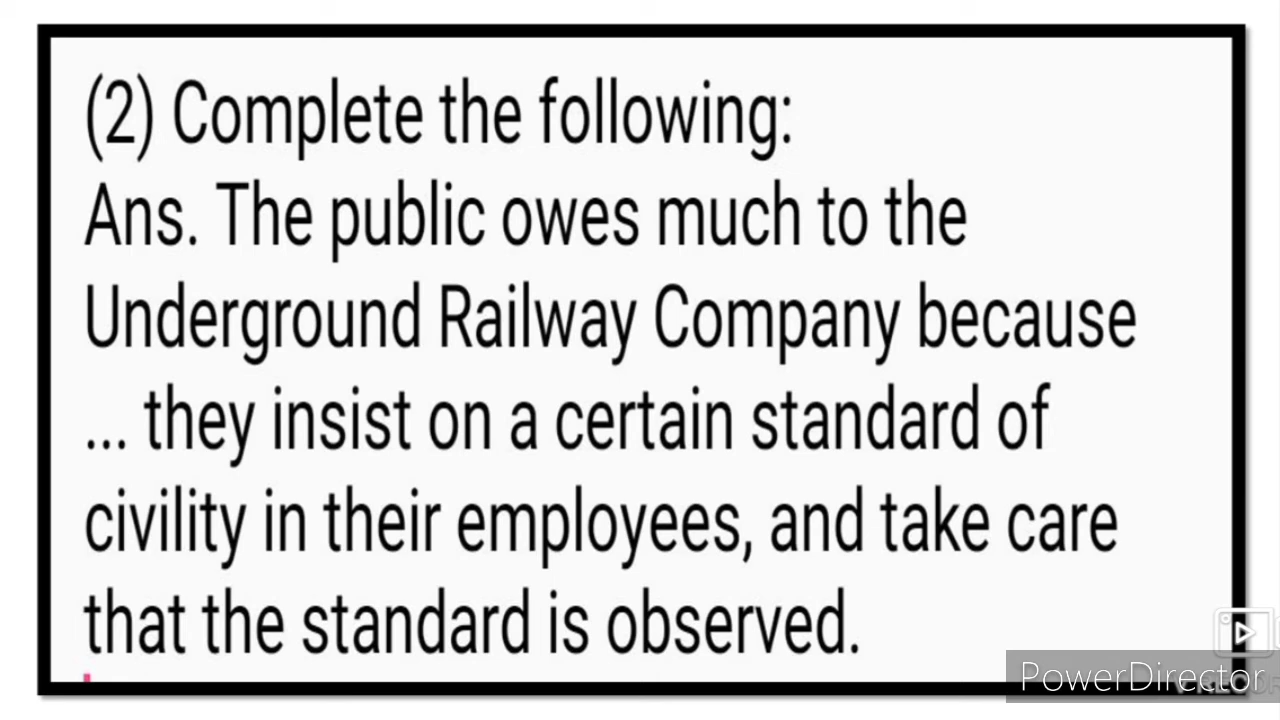 (2) Complete the following:
Ans. The public owes much to the
Underground Railway Company because
... they insist on a certain standard of
civility in their employees, and take care
that the standard is observed.
PowerDirector